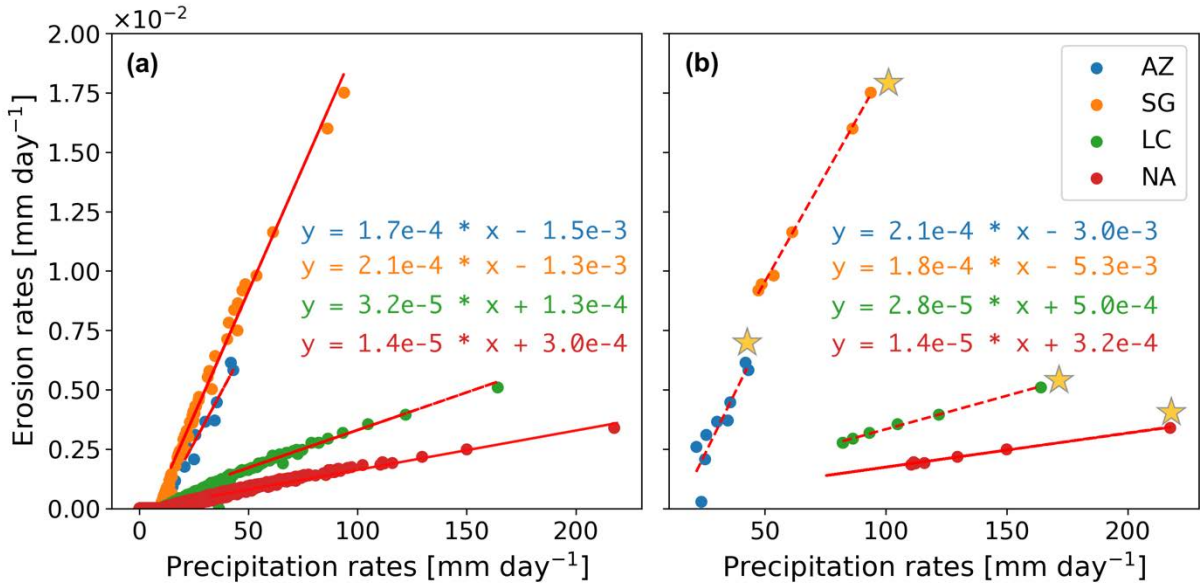 ×10⁻²
2.00
1.75
1.50
1.25
1.00
0.75
0.50
0.25
0.00
Erosion rates [mm day⁻¹]
(a)
y = 1.7e-4 * x - 1.5e-3
y = 2.1e-4 * x - 1.3e-3
y = 3.2e-5 * x + 1.3e-4
y = 1.4e-5 * x + 3.0e-4
0 50 100 150 200
Precipitation rates [mm day⁻¹]
(b)
AZ
SG
LC
NA
y = 2.1e-4 * x - 3.0e-3
y = 1.8e-4 * x - 5.3e-3
y = 2.8e-5 * x + 5.0e-4
y = 1.4e-5 * x + 3.2e-4
50 100 150 200
Precipitation rates [mm day⁻¹]